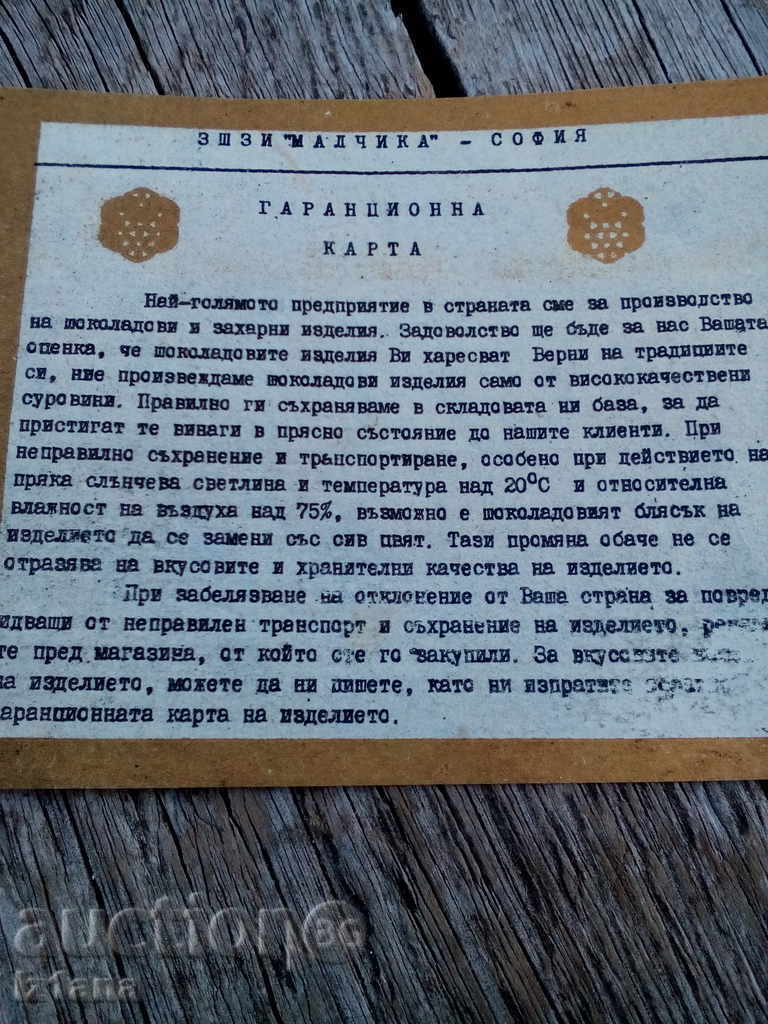 ЗШЗИ "МАЛЧИКА" - СОФИЯ
ГАРАНЦИОННА
КАРТА
Най-голямото предприятие в страната сме за производство
на шоколадови и захарни изделия. Задоволство ще бъде за нас Вашата
оценка, че шоколадовите изделия Ви харесват Верни на традициите
си, ние произвеждаме шоколадови изделия само от висококачествени
суровини. Правилно ги съхраняваме в складовата ни база, за да
пристигат те винаги в прясно състояние до нашите клиенти. При
неправилно съхранение и транспортиране, особено при действието на
пряка слънчева светлина и температура над 20°С и относителна
влажност на въздуха над 75%, възможно е шоколадовият блясък на
изделието да се замени със сив цвят. Тази промяна обаче не се
отразява на вкусовите и хранителни качества на изделието.
При забелязване на отклонение от Ваша страна за повред
идващи от неправилен транспорт и съхранение на изделието,
те пред магазина, от който сте го закупили. За вкусовите
на изделието, можете да ни пишете, като ни изпратите
аранционната карта на изделието.
auction BG
Iziana